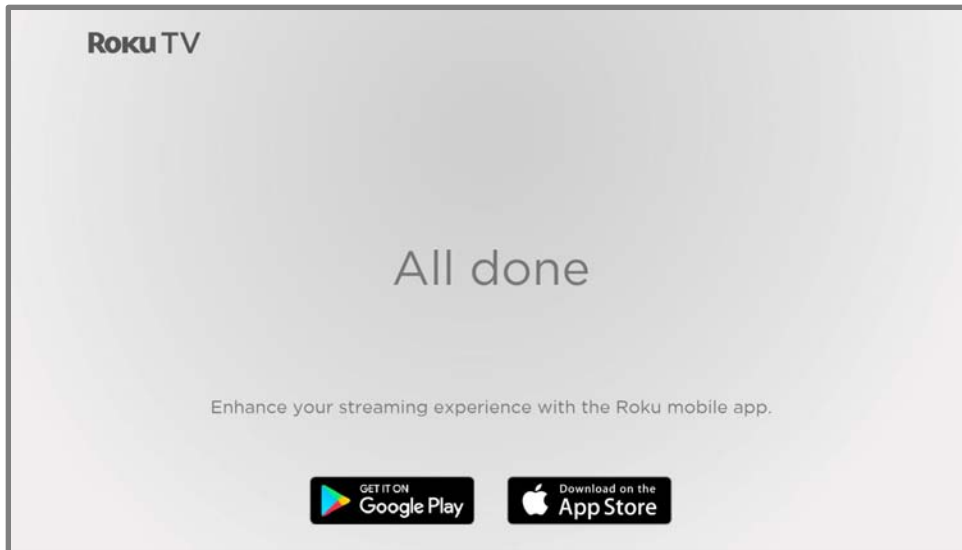 Roku TV
All done
Enhance your streaming experience with the Roku mobile app.
GET IT ON
Google Play
Download on the
App Store